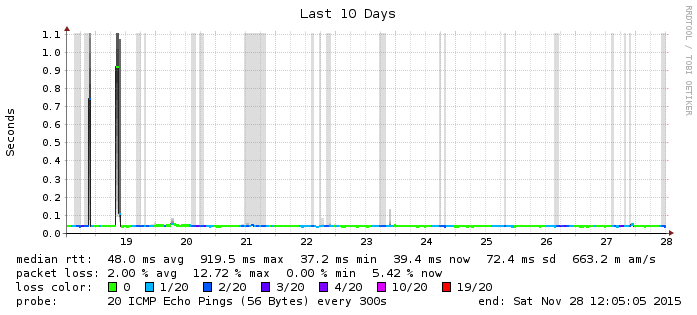 Last 10 Days
RRDTOOL / TOBI OETIKER
Seconds
1.1
1.0
0.9
0.8
0.7
0.6
0.5
0.4
0.3
0.2
0.1
0.0
19 20 21 22 23 24 25 26 27 28
median rtt: 48.0 ms avg 919.5 ms max 37.2 ms min 39.4 ms now 72.4 ms sd 663.2 m am/s
packet loss: 2.00 % avg 12.72 % max 0.00 % min 5.42 % now
loss color: 0 1/20 2/20 3/20 4/20 10/20 19/20
probe: 20 ICMP Echo Pings (56 Bytes) every 300s end: Sat Nov 28 12:05:05 2015